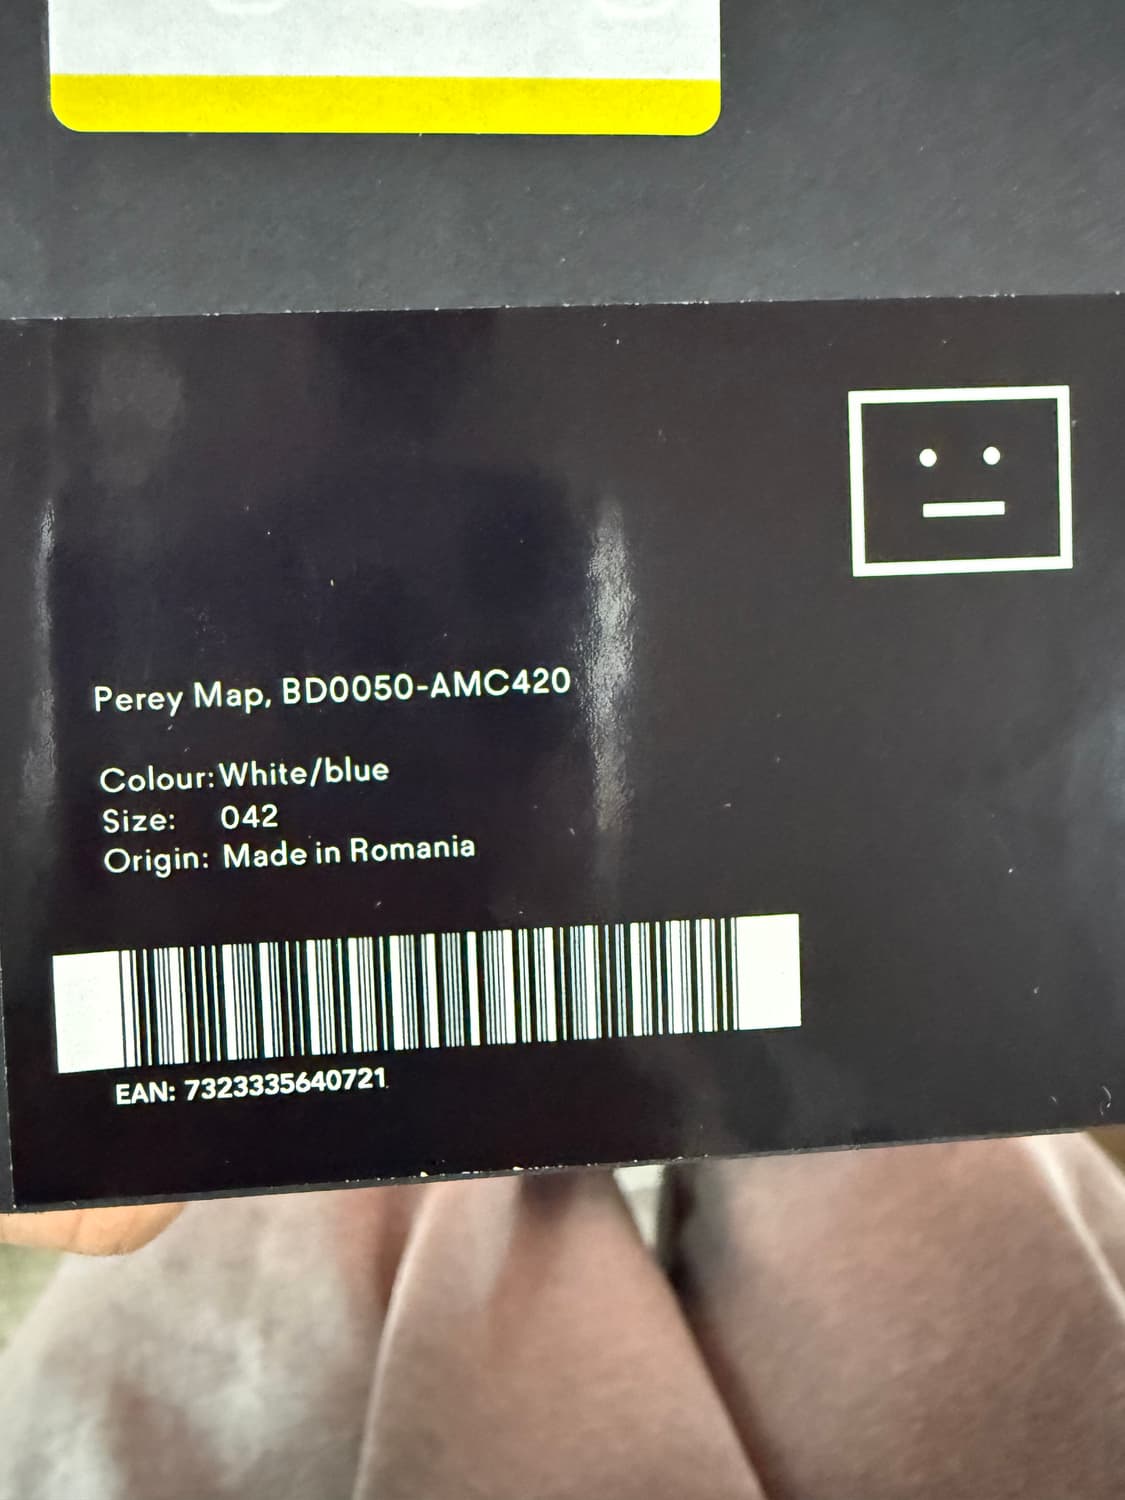 Perey Map, BD0050-AMC420
Colour: White/blue
Size: 042
Origin: Made in Romania
EAN: 7323335640721